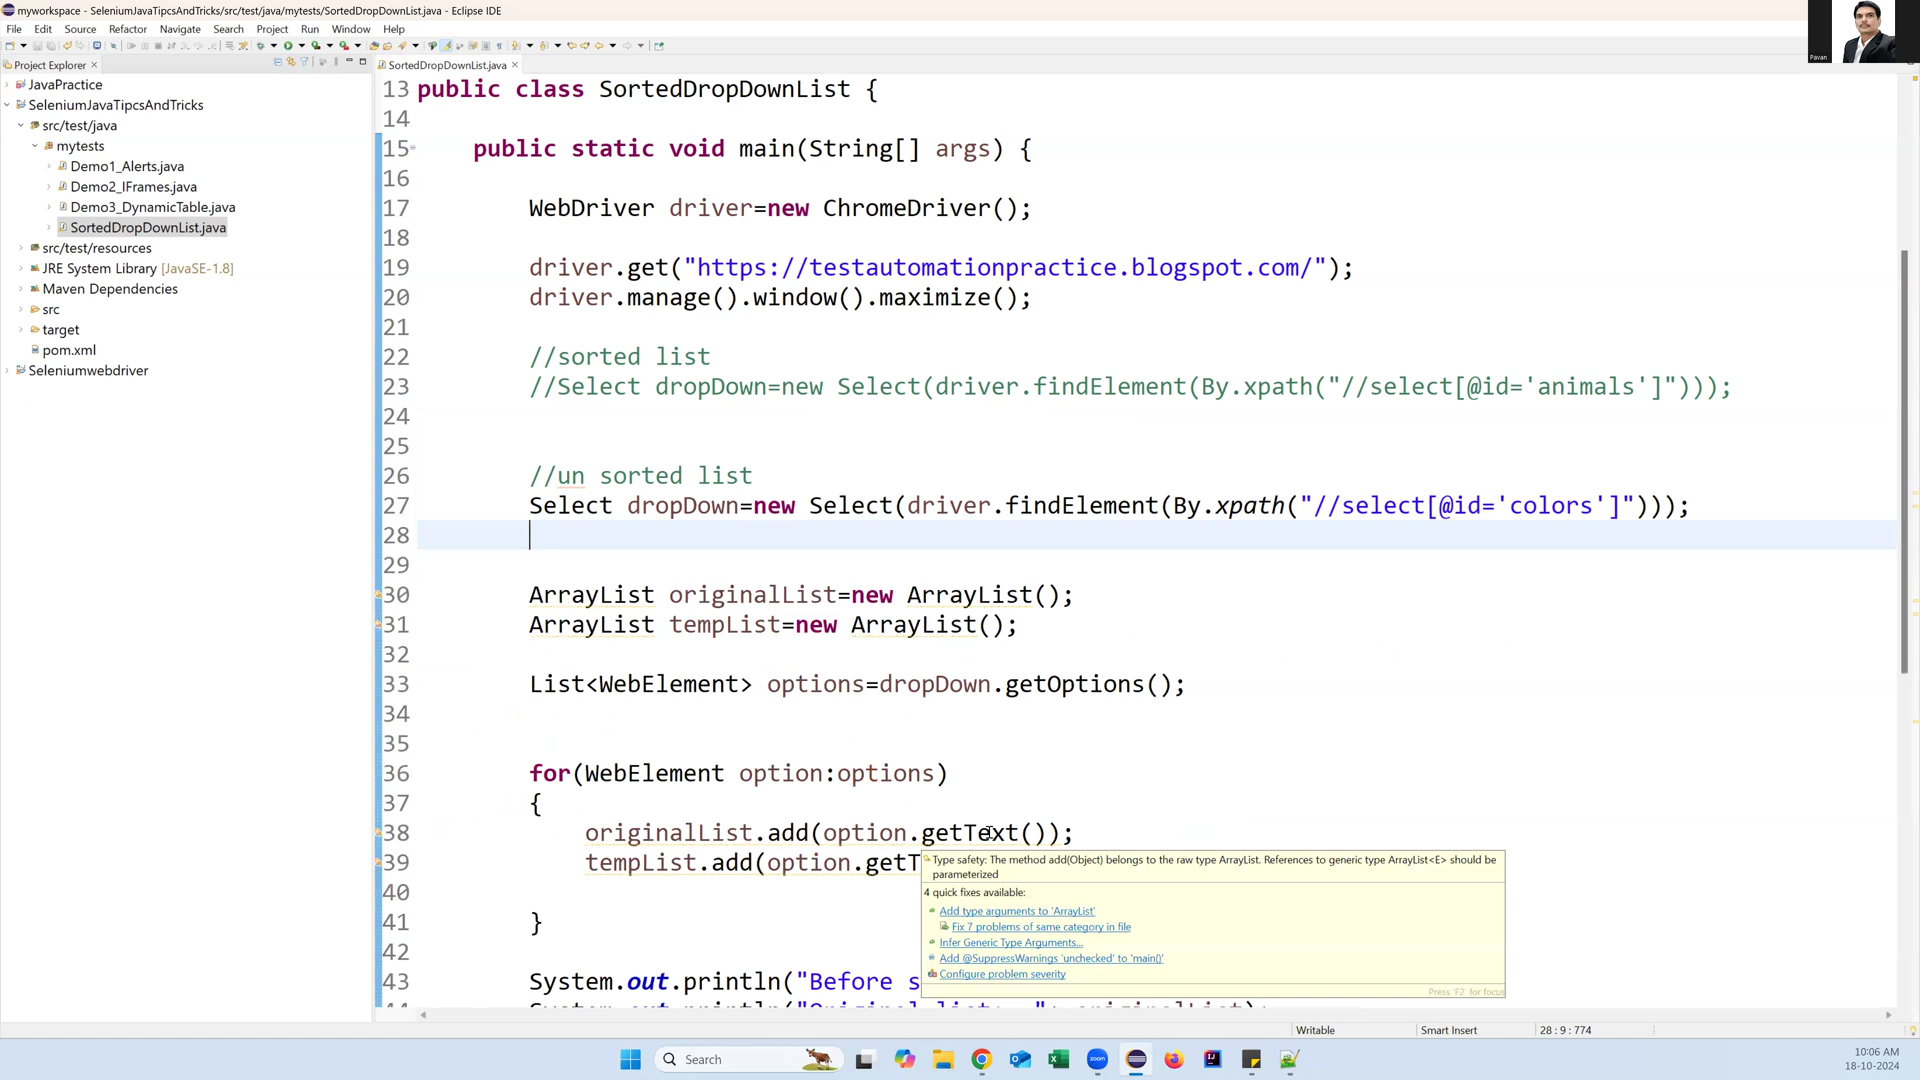 myworkspace - SeleniumJavaTipcsAndTricks/src/test/java/mytests/SortedDropDownList.java - Eclipse IDE
File Edit Source Refactor Navigate Search Project Run Window Help
Project Explorer
SortedDropDownList.java
Pavan
JavaPractice
SeleniumJavaTipcsAndTricks
src/test/java
mytests
Demo1_Alerts.java
Demo2_IFrames.java
Demo3_DynamicTable.java
SortedDropDownList.java
src/test/resources
JRE System Library [JavaSE-1.8]
Maven Dependencies
src
target
pom.xml
Seleniumwebdriver
13 public class SortedDropDownList {
14
15 public static void main(String[] args) {
16
17 WebDriver driver=new ChromeDriver();
18
19 driver.get("https://testautomationpractice.blogspot.com/");
20 driver.manage().window().maximize();
21
22 //sorted list
23 //Select dropDown=new Select(driver.findElement(By.xpath("//select[@id='animals']")));
24
25
26 //un sorted list
27 Select dropDown=new Select(driver.findElement(By.xpath("//select[@id='colors']")));
28
29
30 ArrayList originalList=new ArrayList();
31 ArrayList tempList=new ArrayList();
32
33 List<WebElement> options=dropDown.getOptions();
34
35
36 for(WebElement option:options)
37 {
38 originalList.add(option.getText());
39 tempList.add(option.getT
40
41 }
42
43 System.out.println("Before s
Type safety: The method add(Object) belongs to the raw type ArrayList. References to generic type ArrayList<E> should be
parameterized
4 quick fixes available:
Add type arguments to 'ArrayList'
Fix 7 problems of same category in file
Infer Generic Type Arguments...
Add @SuppressWarnings 'unchecked' to 'main()'
Configure problem severity
Press 'F2' for focus
Writable Smart Insert 28 : 9 : 774
Search
zoom
10:06 AM
18-10-2024